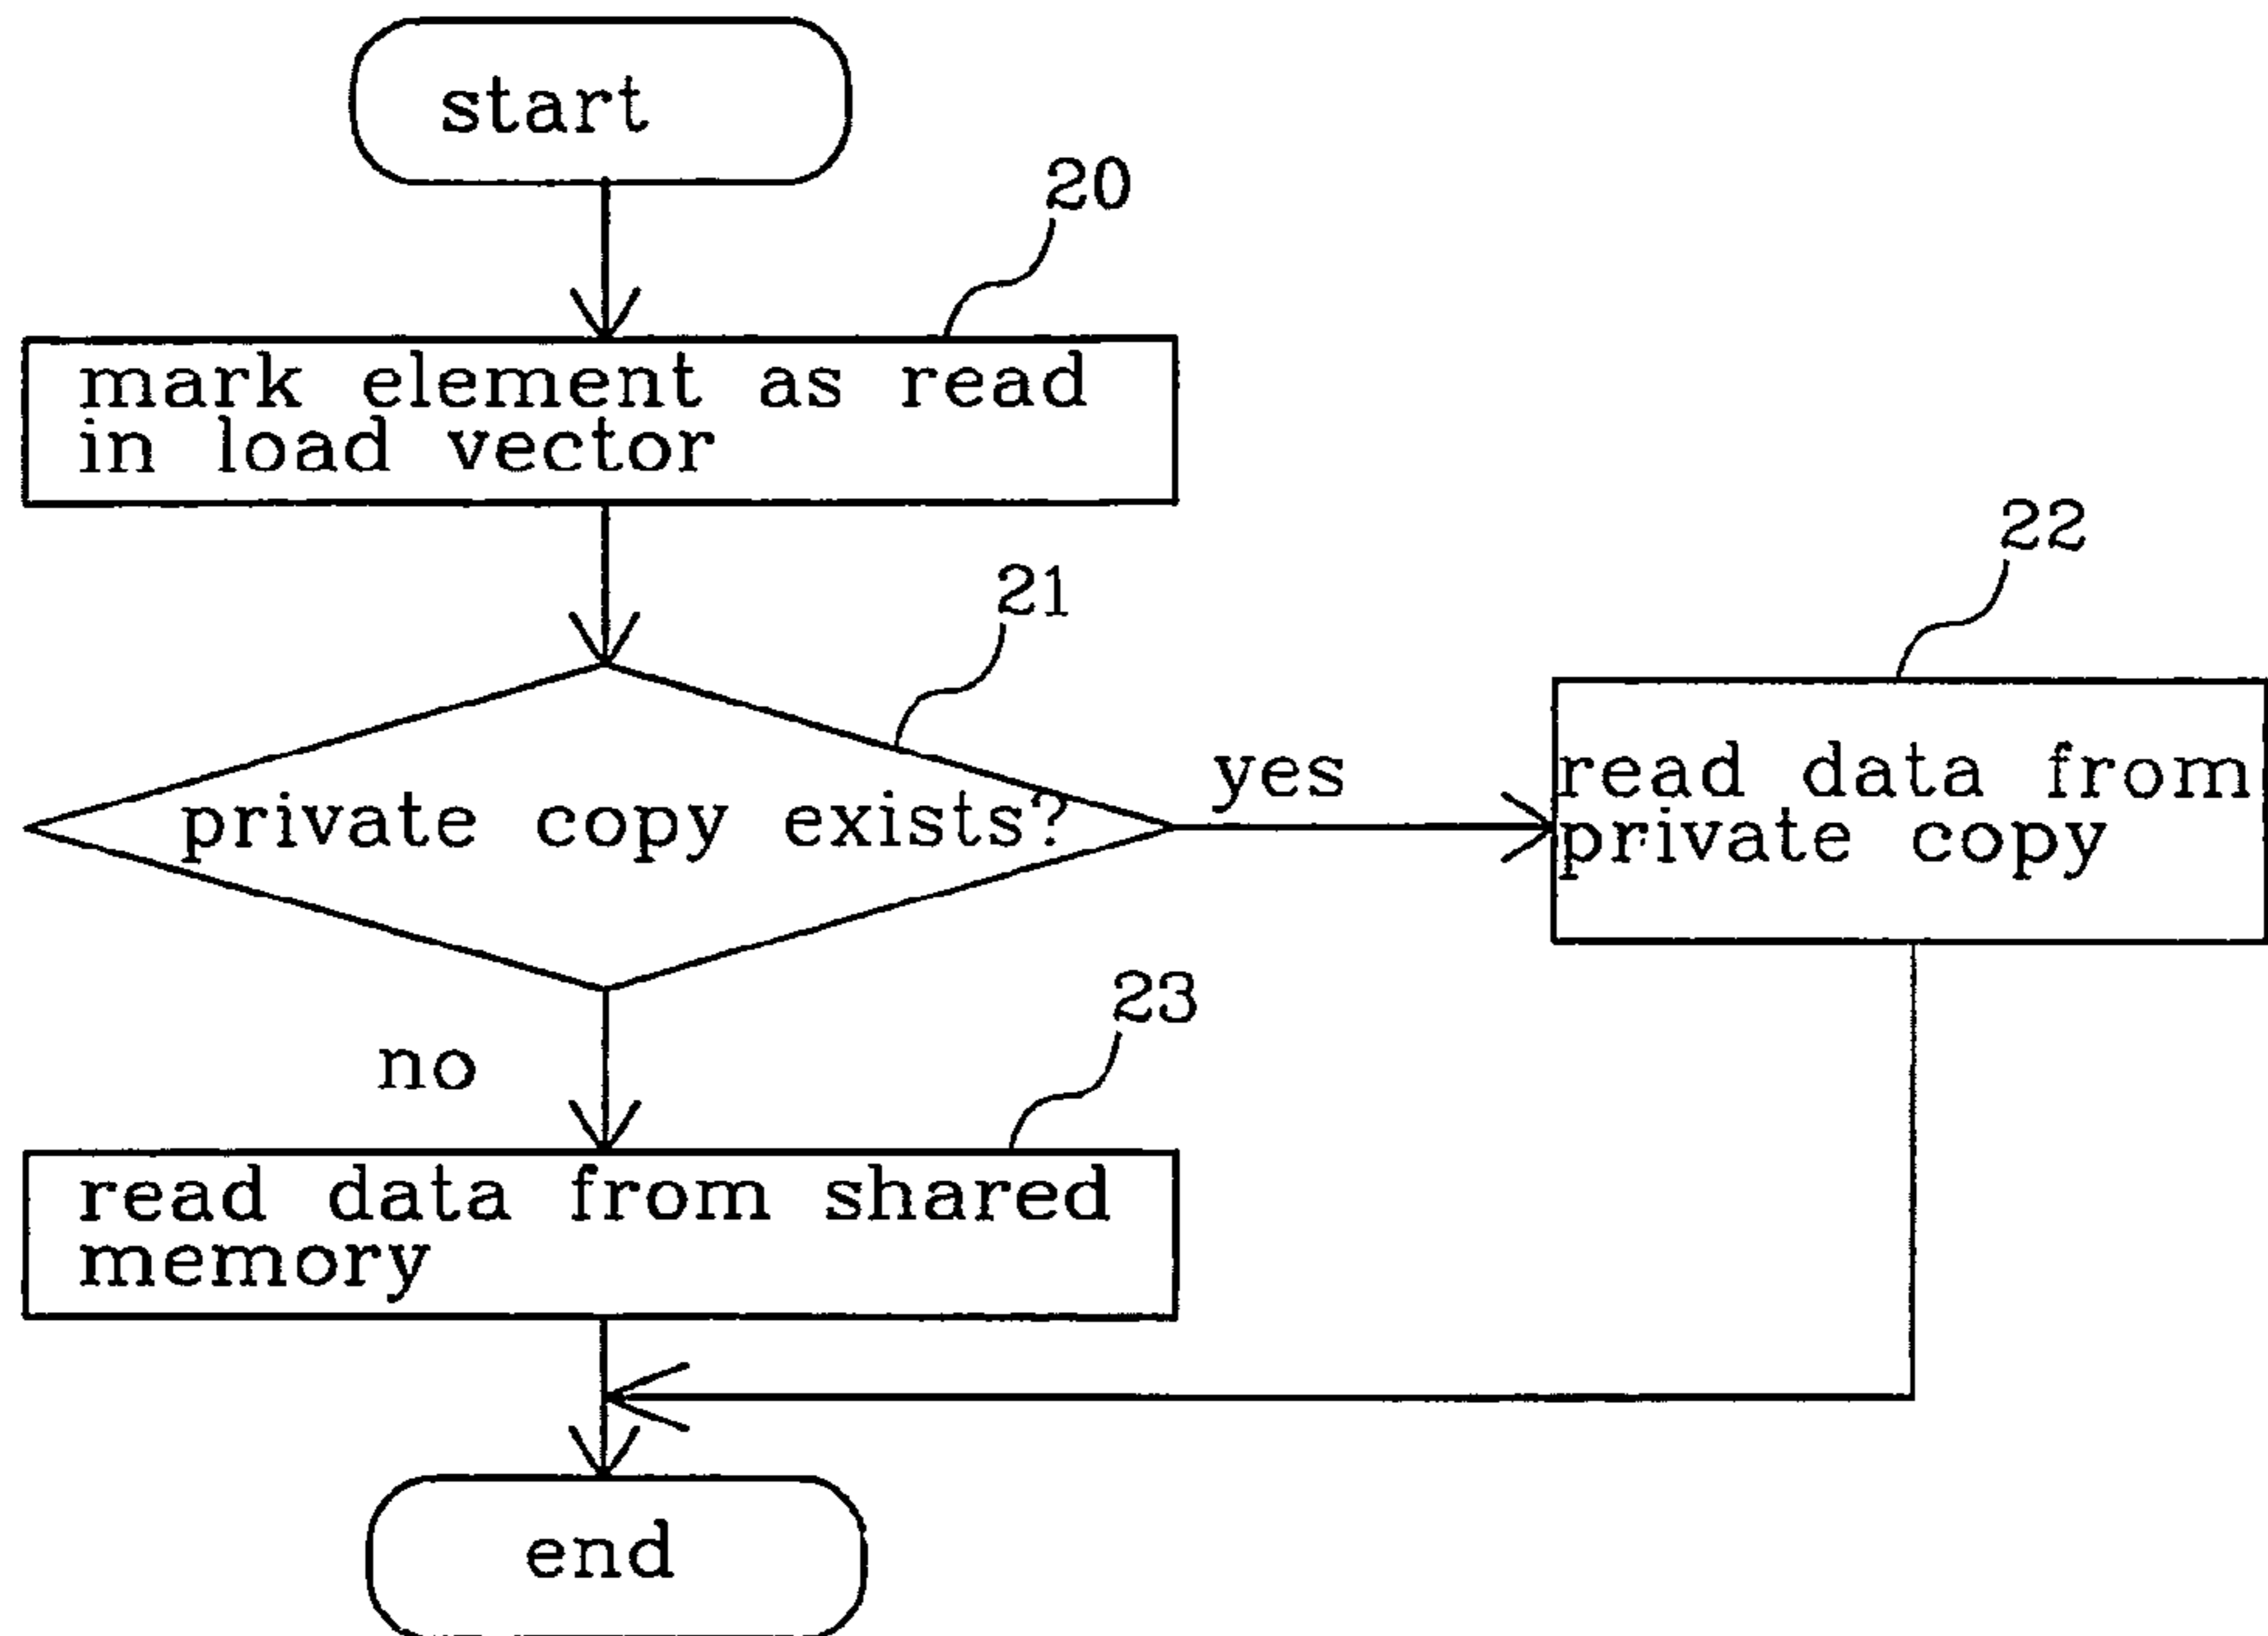 start
20
mark element as read
in load vector
21
private copy exists?
yes
22
read data from
private copy
no
23
read data from shared
memory
end